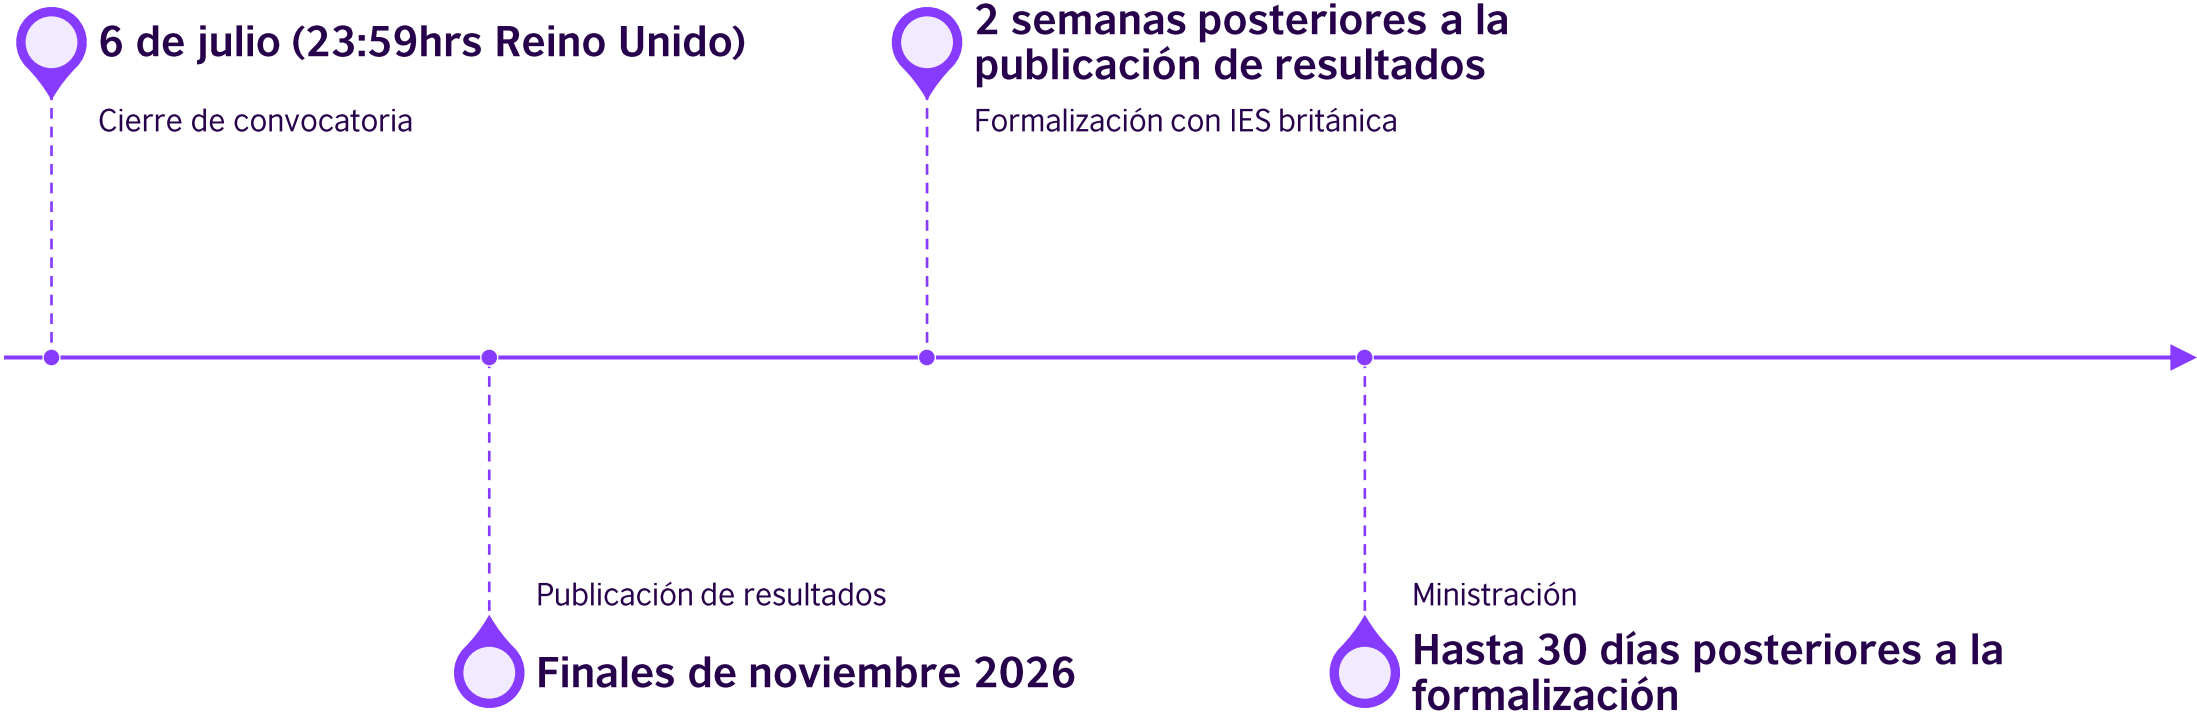 6 de julio (23:59hrs Reino Unido)
Cierre de convocatoria
2 semanas posteriores a la
publicación de resultados
Formalización con IES británica
Publicación de resultados
Finales de noviembre 2026
Ministración
Hasta 30 días posteriores a la
formalización